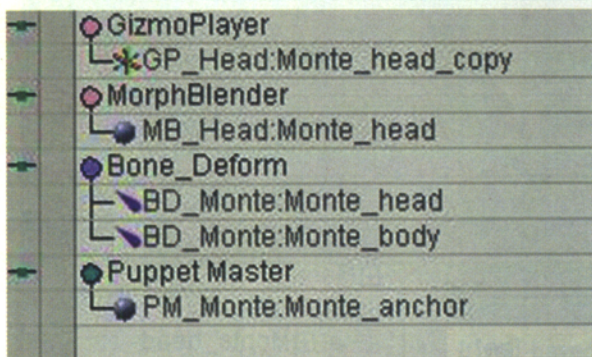 GizmoPlayer
GP_Head:Monte_head_copy
MorphBlender
MB_Head:Monte_head
Bone_Deform
BD_Monte:Monte_head
BD_Monte:Monte_body
Puppet Master
PM_Monte:Monte_anchor